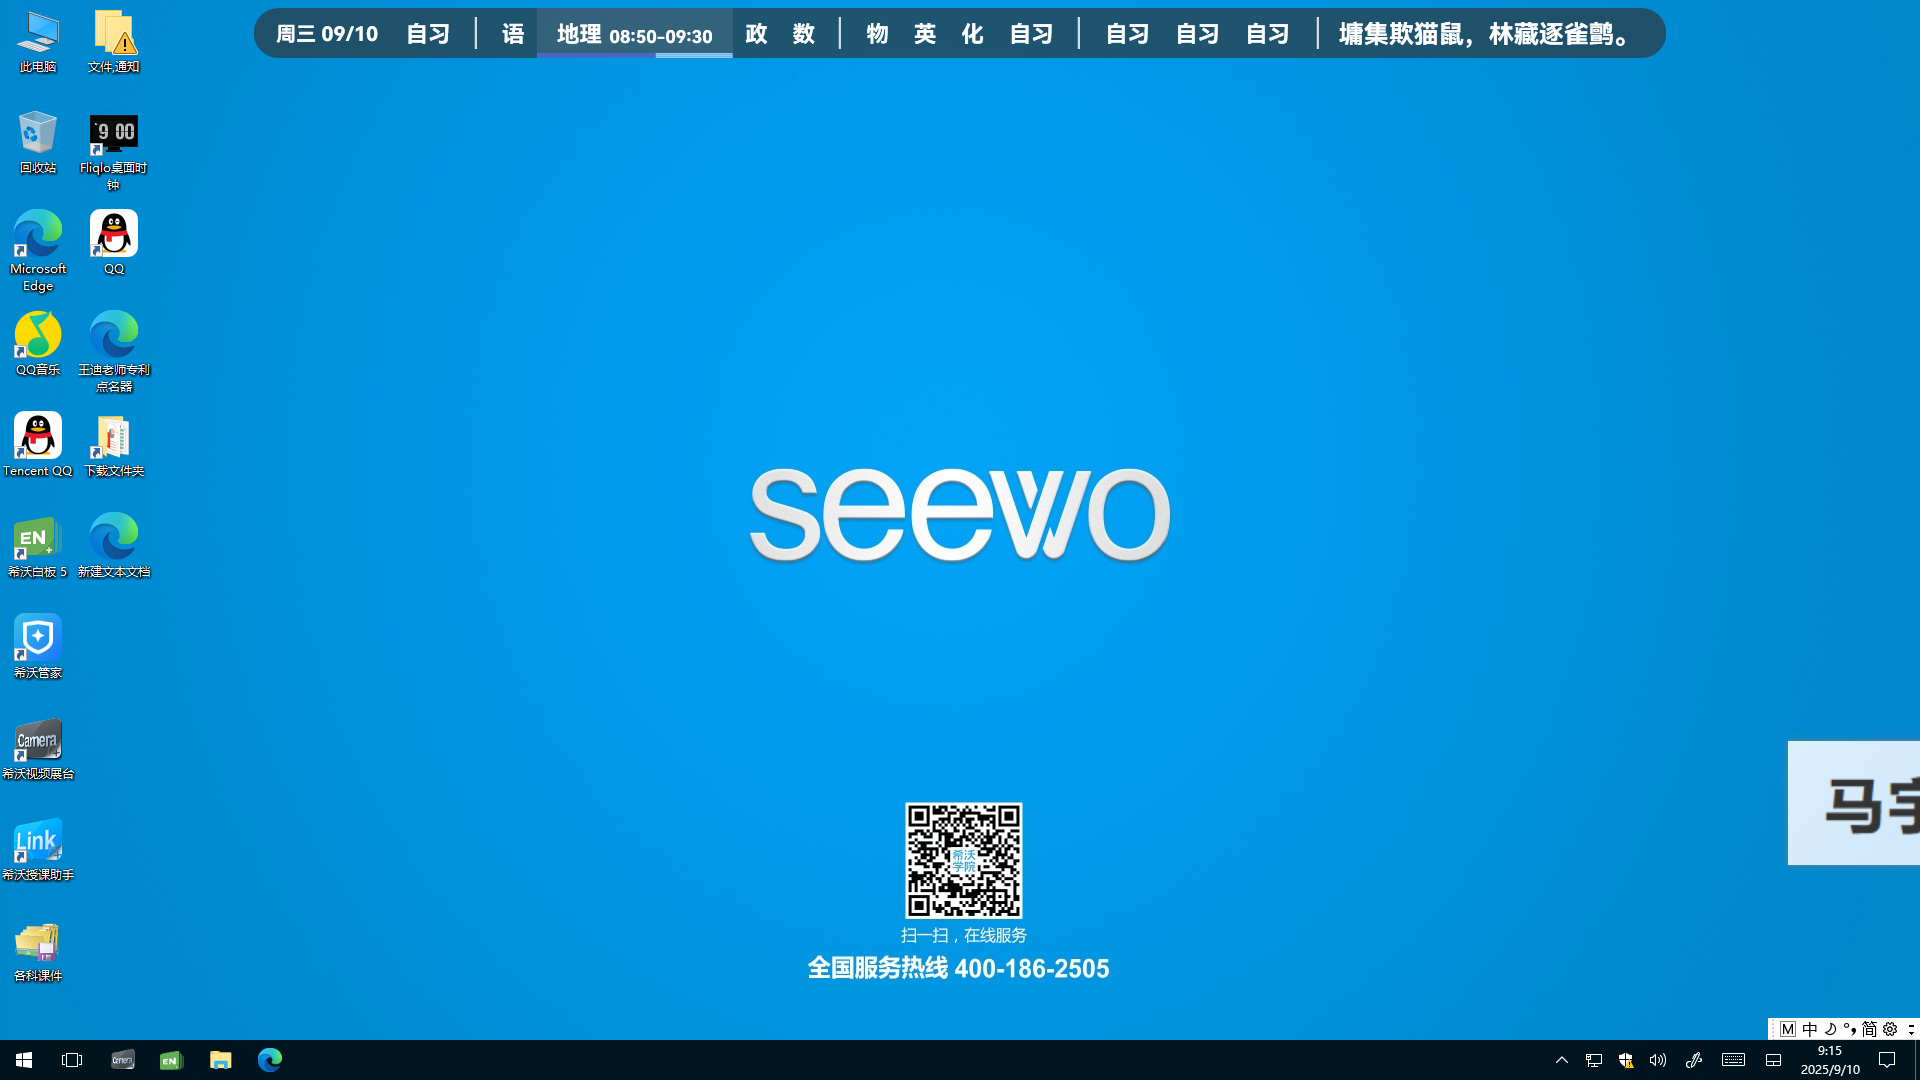 周三 09/10 自习 | 语 地理 08:50-09:30 政 数 | 物 英 化 自习 | 自习 自习 自习 | 墉集欺猫鼠，林藏逐雀鹯。
此电脑
文件,通知
回收站
Fliqlo桌面时钟
Microsoft Edge
QQ
QQ音乐
王迪老师专利点名器
Tencent QQ
下载文件夹
EN
希沃白板 5
新建文本文档
希沃管家
Camera
希沃视频展台
Link
希沃授课助手
各科课件
seewo
马宇
希沃
学院
扫一扫，在线服务
全国服务热线 400-186-2505
M 中 简
9:15
2025/9/10